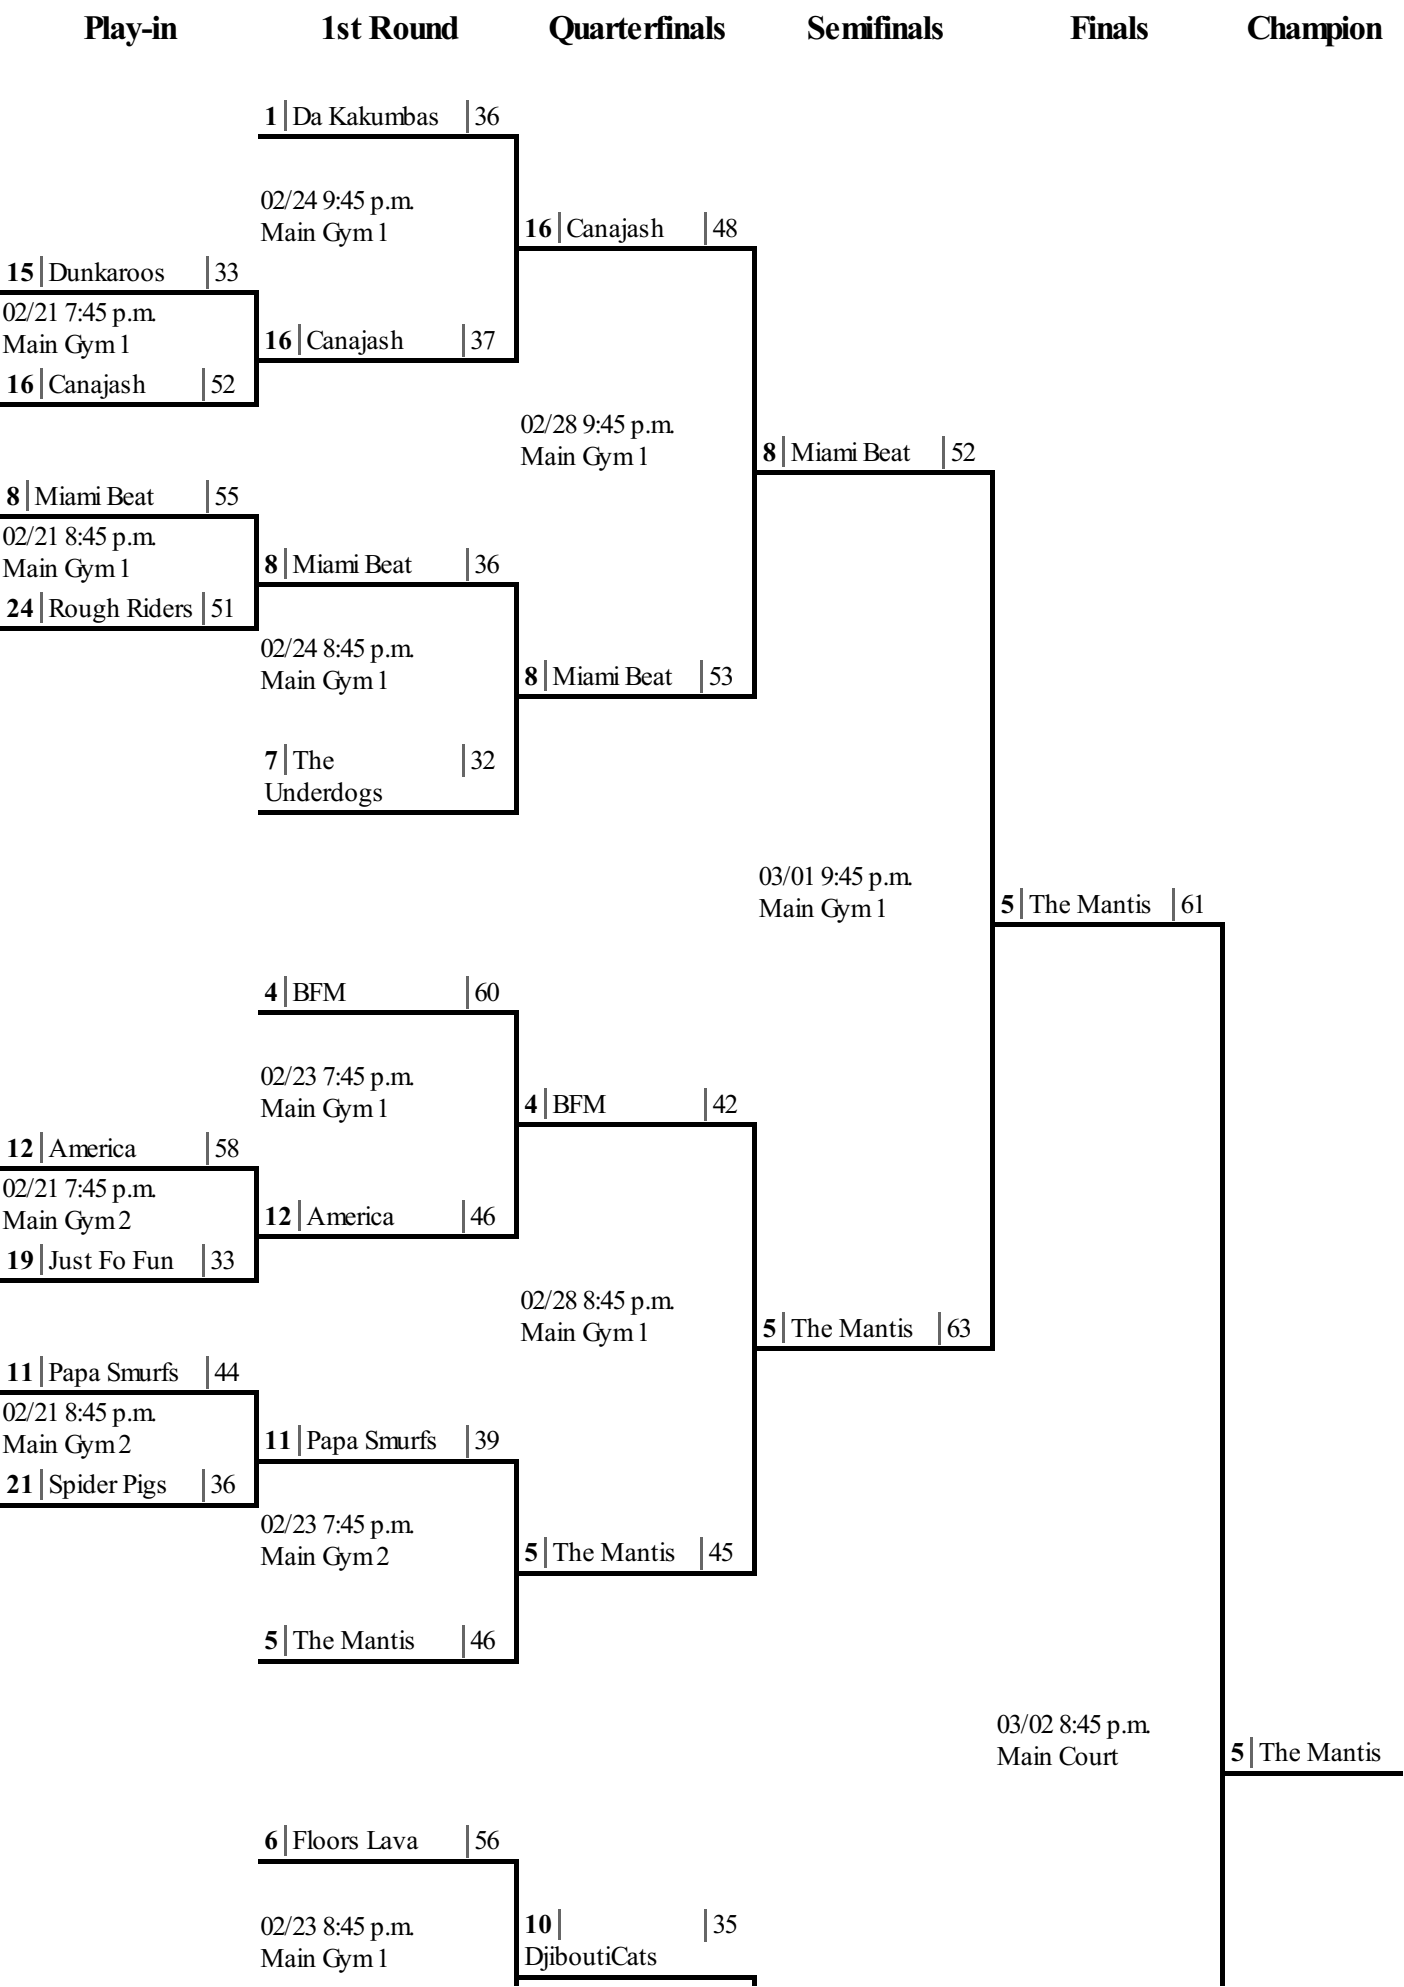 Play-in 1st Round Quarterfinals Semifinals Finals Champion
1 Da Kakumbas 36
02/24 9:45 p.m.
Main Gym 1
16 Canajash 48
15 Dunkaroos 33
02/21 7:45 p.m.
Main Gym 1
16 Canajash 37
16 Canajash 52
02/28 9:45 p.m.
Main Gym 1
8 Miami Beat 52
8 Miami Beat 55
02/21 8:45 p.m.
Main Gym 1
8 Miami Beat 36
24 Rough Riders 51
02/24 8:45 p.m.
Main Gym 1
8 Miami Beat 53
7 The 32
Underdogs
03/01 9:45 p.m.
Main Gym 1
5 The Mantis 61
4 BFM 60
02/23 7:45 p.m.
Main Gym 1
4 BFM 42
12 America 58
02/21 7:45 p.m.
Main Gym 2
12 America 46
19 Just Fo Fun 33
02/28 8:45 p.m.
Main Gym 1
5 The Mantis 63
11 Papa Smurfs 44
02/21 8:45 p.m.
Main Gym 2
11 Papa Smurfs 39
21 Spider Pigs 36
02/23 7:45 p.m.
Main Gym 2
5 The Mantis 45
5 The Mantis 46
03/02 8:45 p.m.
Main Court
5 The Mantis
6 Floors Lava 56
02/23 8:45 p.m.
Main Gym 1
10 35
DjiboutiCats